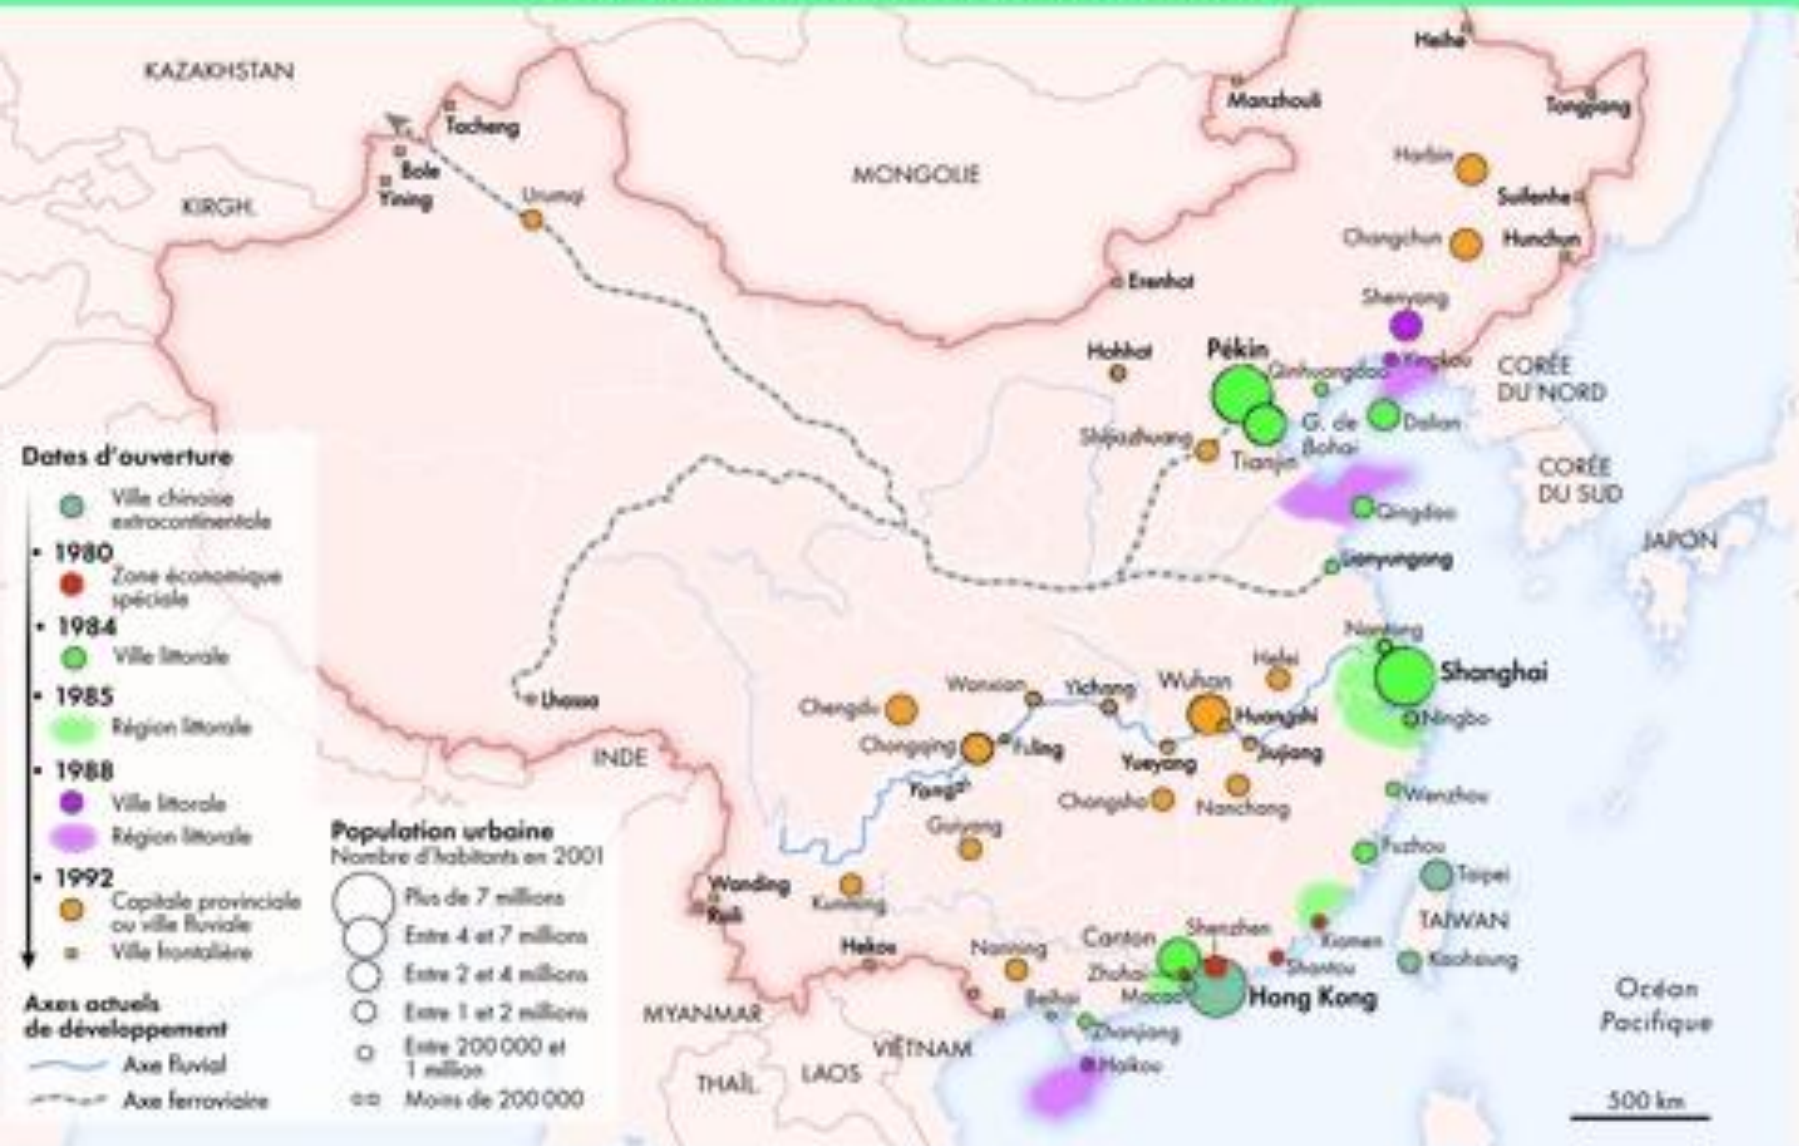 KAZAKHSTAN
KIRGH.
MONGOLIE
Heihe
Manzhouli
Tongjiang
Tacheng
Bole
Yining
Urumqi
Harbin
Suifenhe
Changchun
Hunchun
Erenhot
Shenyang
Hohhot
Pékin
Qinhuangdao
Yingkou
CORÉE
DU NORD
Shijiazhuang
Tianjin
G. de
Bohai
Dalian
CORÉE
DU SUD
Qingdao
JAPON
Lianyungang
Nantong
Shanghai
Hefei
Wuhan
Wanxian
Yichang
Chengdu
Huangshi
Ningbo
Chongqing
Fuling
Yueyang
Jiujiang
Lhassa
INDE
Changsha
Nanchang
Wenzhou
Guiyang
Fuzhou
Taipei
Wanding
Ruili
Kunming
TAIWAN
Shenzhen
Canton
Xiamen
Hekou
Nanning
Zhuhai
Shantou
Kaohsiung
Macao
Hong Kong
Beihai
Zhanjiang
Haikou
MYANMAR
VIÊTNAM
LAOS
THAÏL.
Océan
Pacifique
500 km
Dates d'ouverture
Ville chinoise
extracontinentale
1980
Zone économique
spéciale
1984
Ville littorale
1985
Région littorale
1988
Ville littorale
Région littorale
1992
Capitale provinciale
ou ville fluviale
Ville frontalière
Axes actuels
de développement
Axe fluvial
Axe ferroviaire
Population urbaine
Nombre d'habitants en 2001
Plus de 7 millions
Entre 4 et 7 millions
Entre 2 et 4 millions
Entre 1 et 2 millions
Entre 200 000 et
1 million
Moins de 200 000